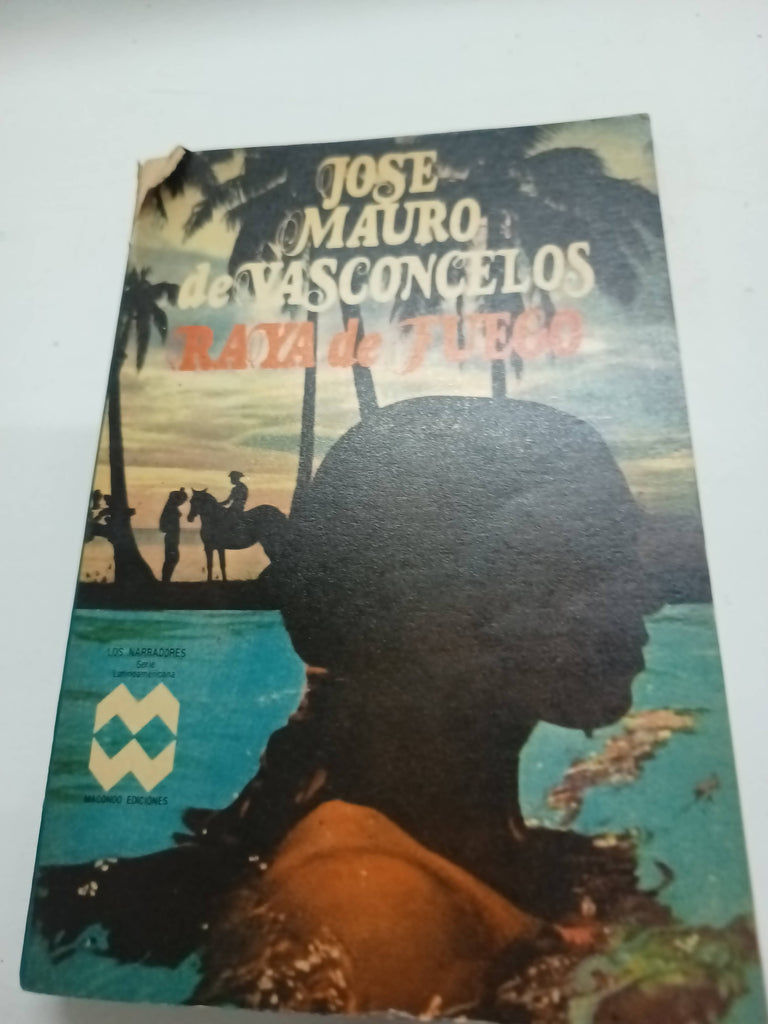 JOSE
MAURO
de VASCONCELOS
RAYA de FUEGO
LOS NARRADORES
Serie
Latinoamericana
MACONDO EDICIONES